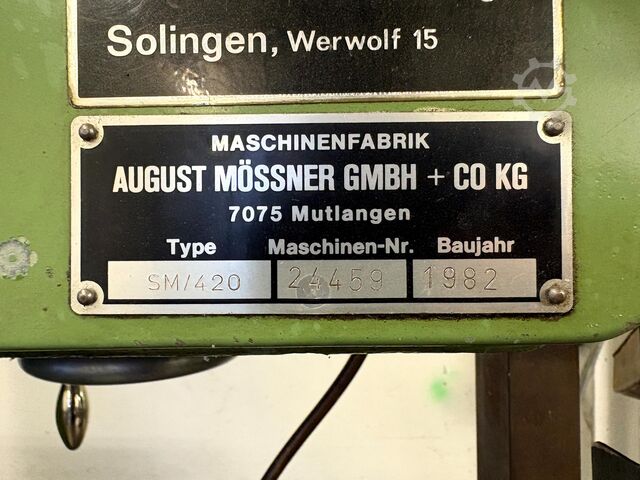 Solingen, Werwolf 15
MASCHINENFABRIK
AUGUST MÖSSNER GMBH + CO KG
7075 Mutlangen
Type Maschinen-Nr. Baujahr
SM/420 24459 1982